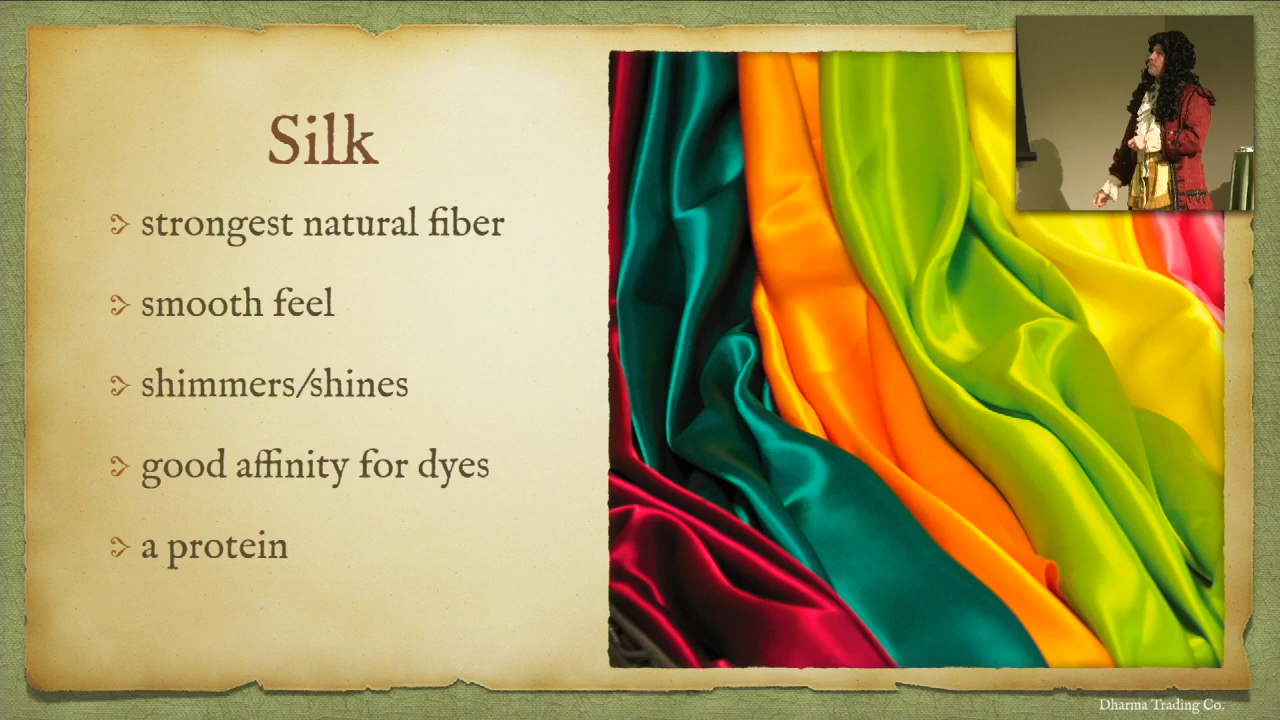 Silk
strongest natural fiber
smooth feel
shimmers/shines
good affinity for dyes
a protein
Dharma Trading Co.